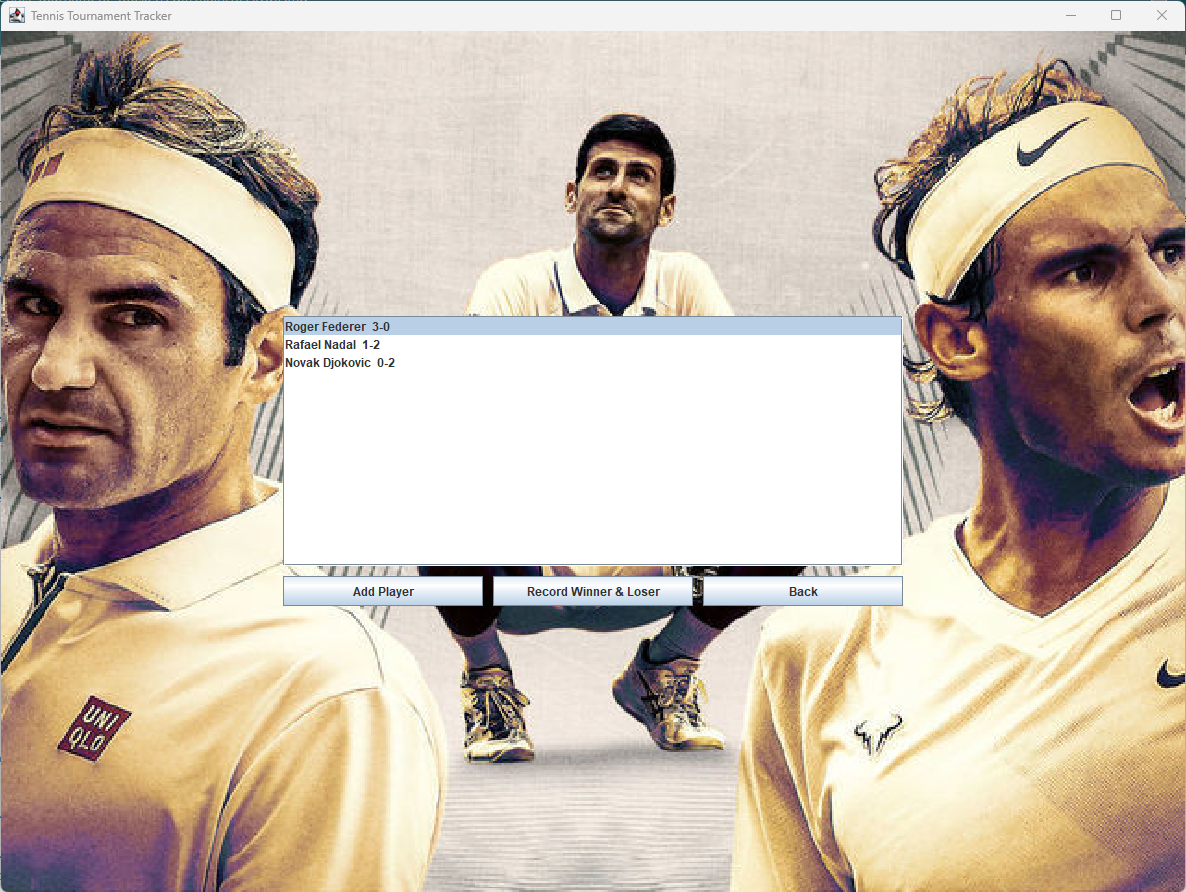 Tennis Tournament Tracker
Roger Federer 3-0
Rafael Nadal 1-2
Novak Djokovic 0-2
Add Player
Record Winner & Loser
Back
UNI
QLO